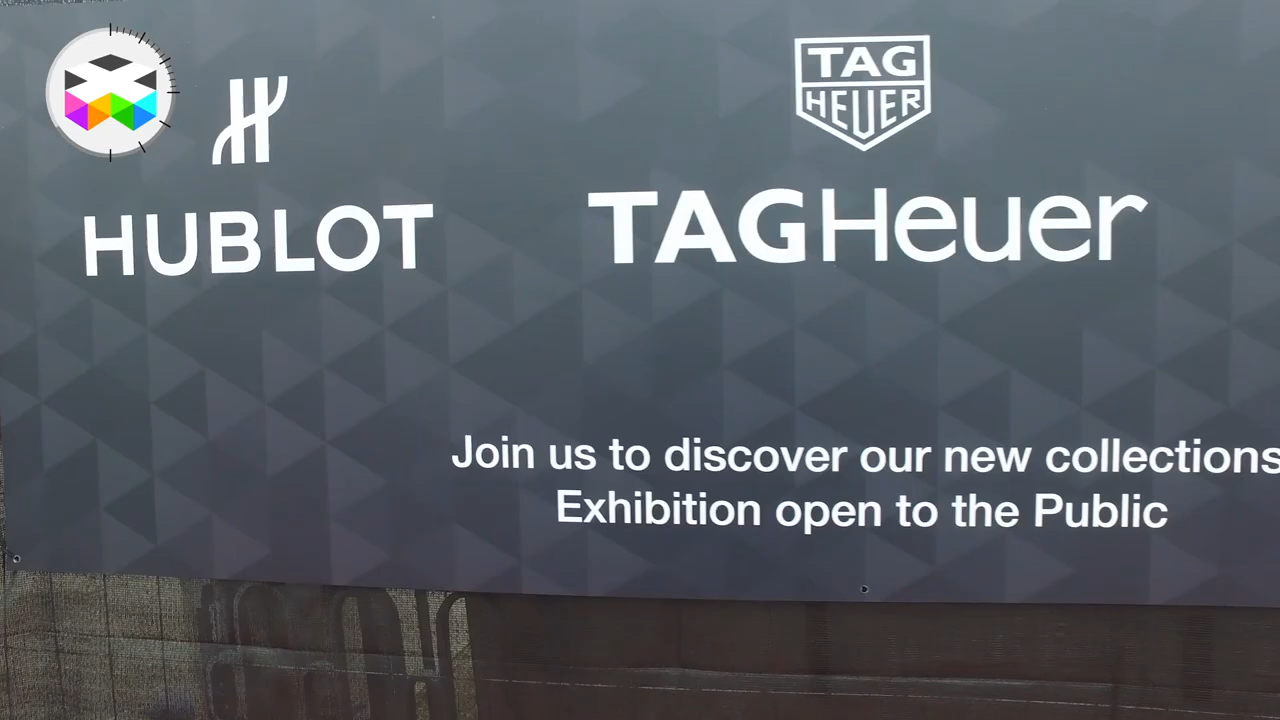 TAG
HEUER
HUBLOT
TAGHeuer
Join us to discover our new collections
Exhibition open to the Public